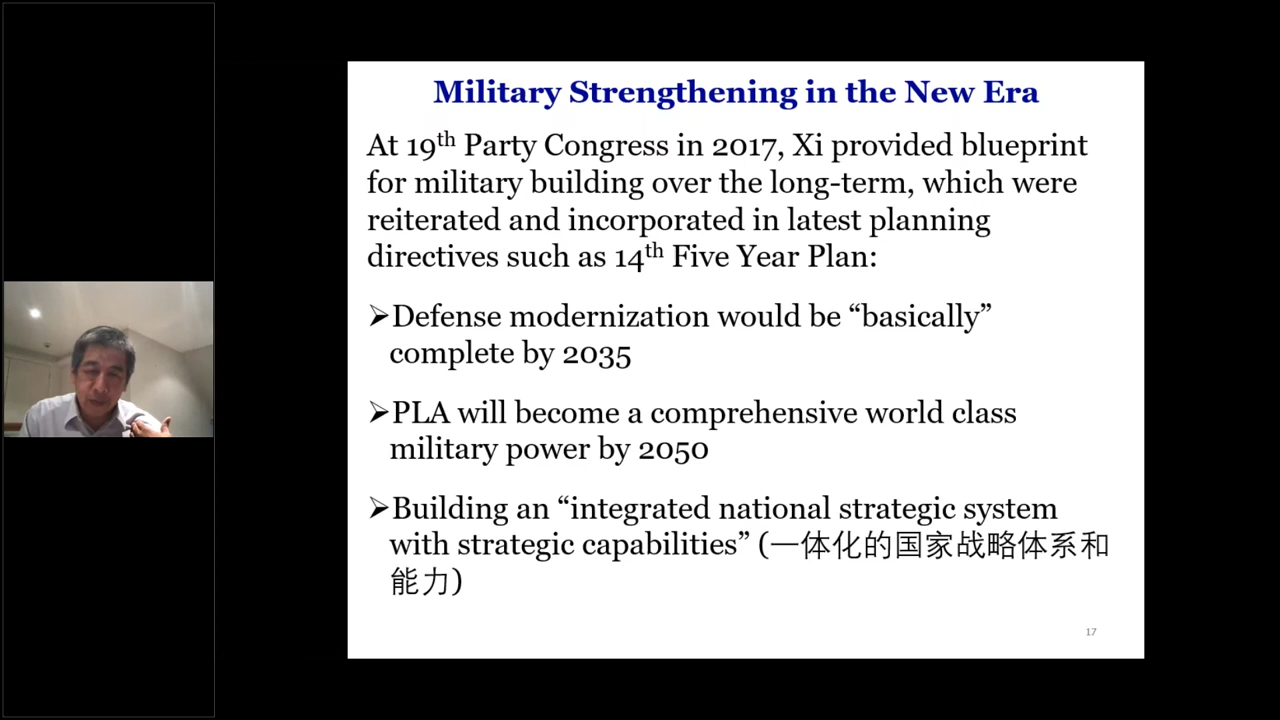 Military Strengthening in the New Era
At 19th Party Congress in 2017, Xi provided blueprint
for military building over the long-term, which were
reiterated and incorporated in latest planning
directives such as 14th Five Year Plan:
➢Defense modernization would be “basically”
complete by 2035
➢PLA will become a comprehensive world class
military power by 2050
➢Building an “integrated national strategic system
with strategic capabilities” (一体化的国家战略体系和
能力)
17